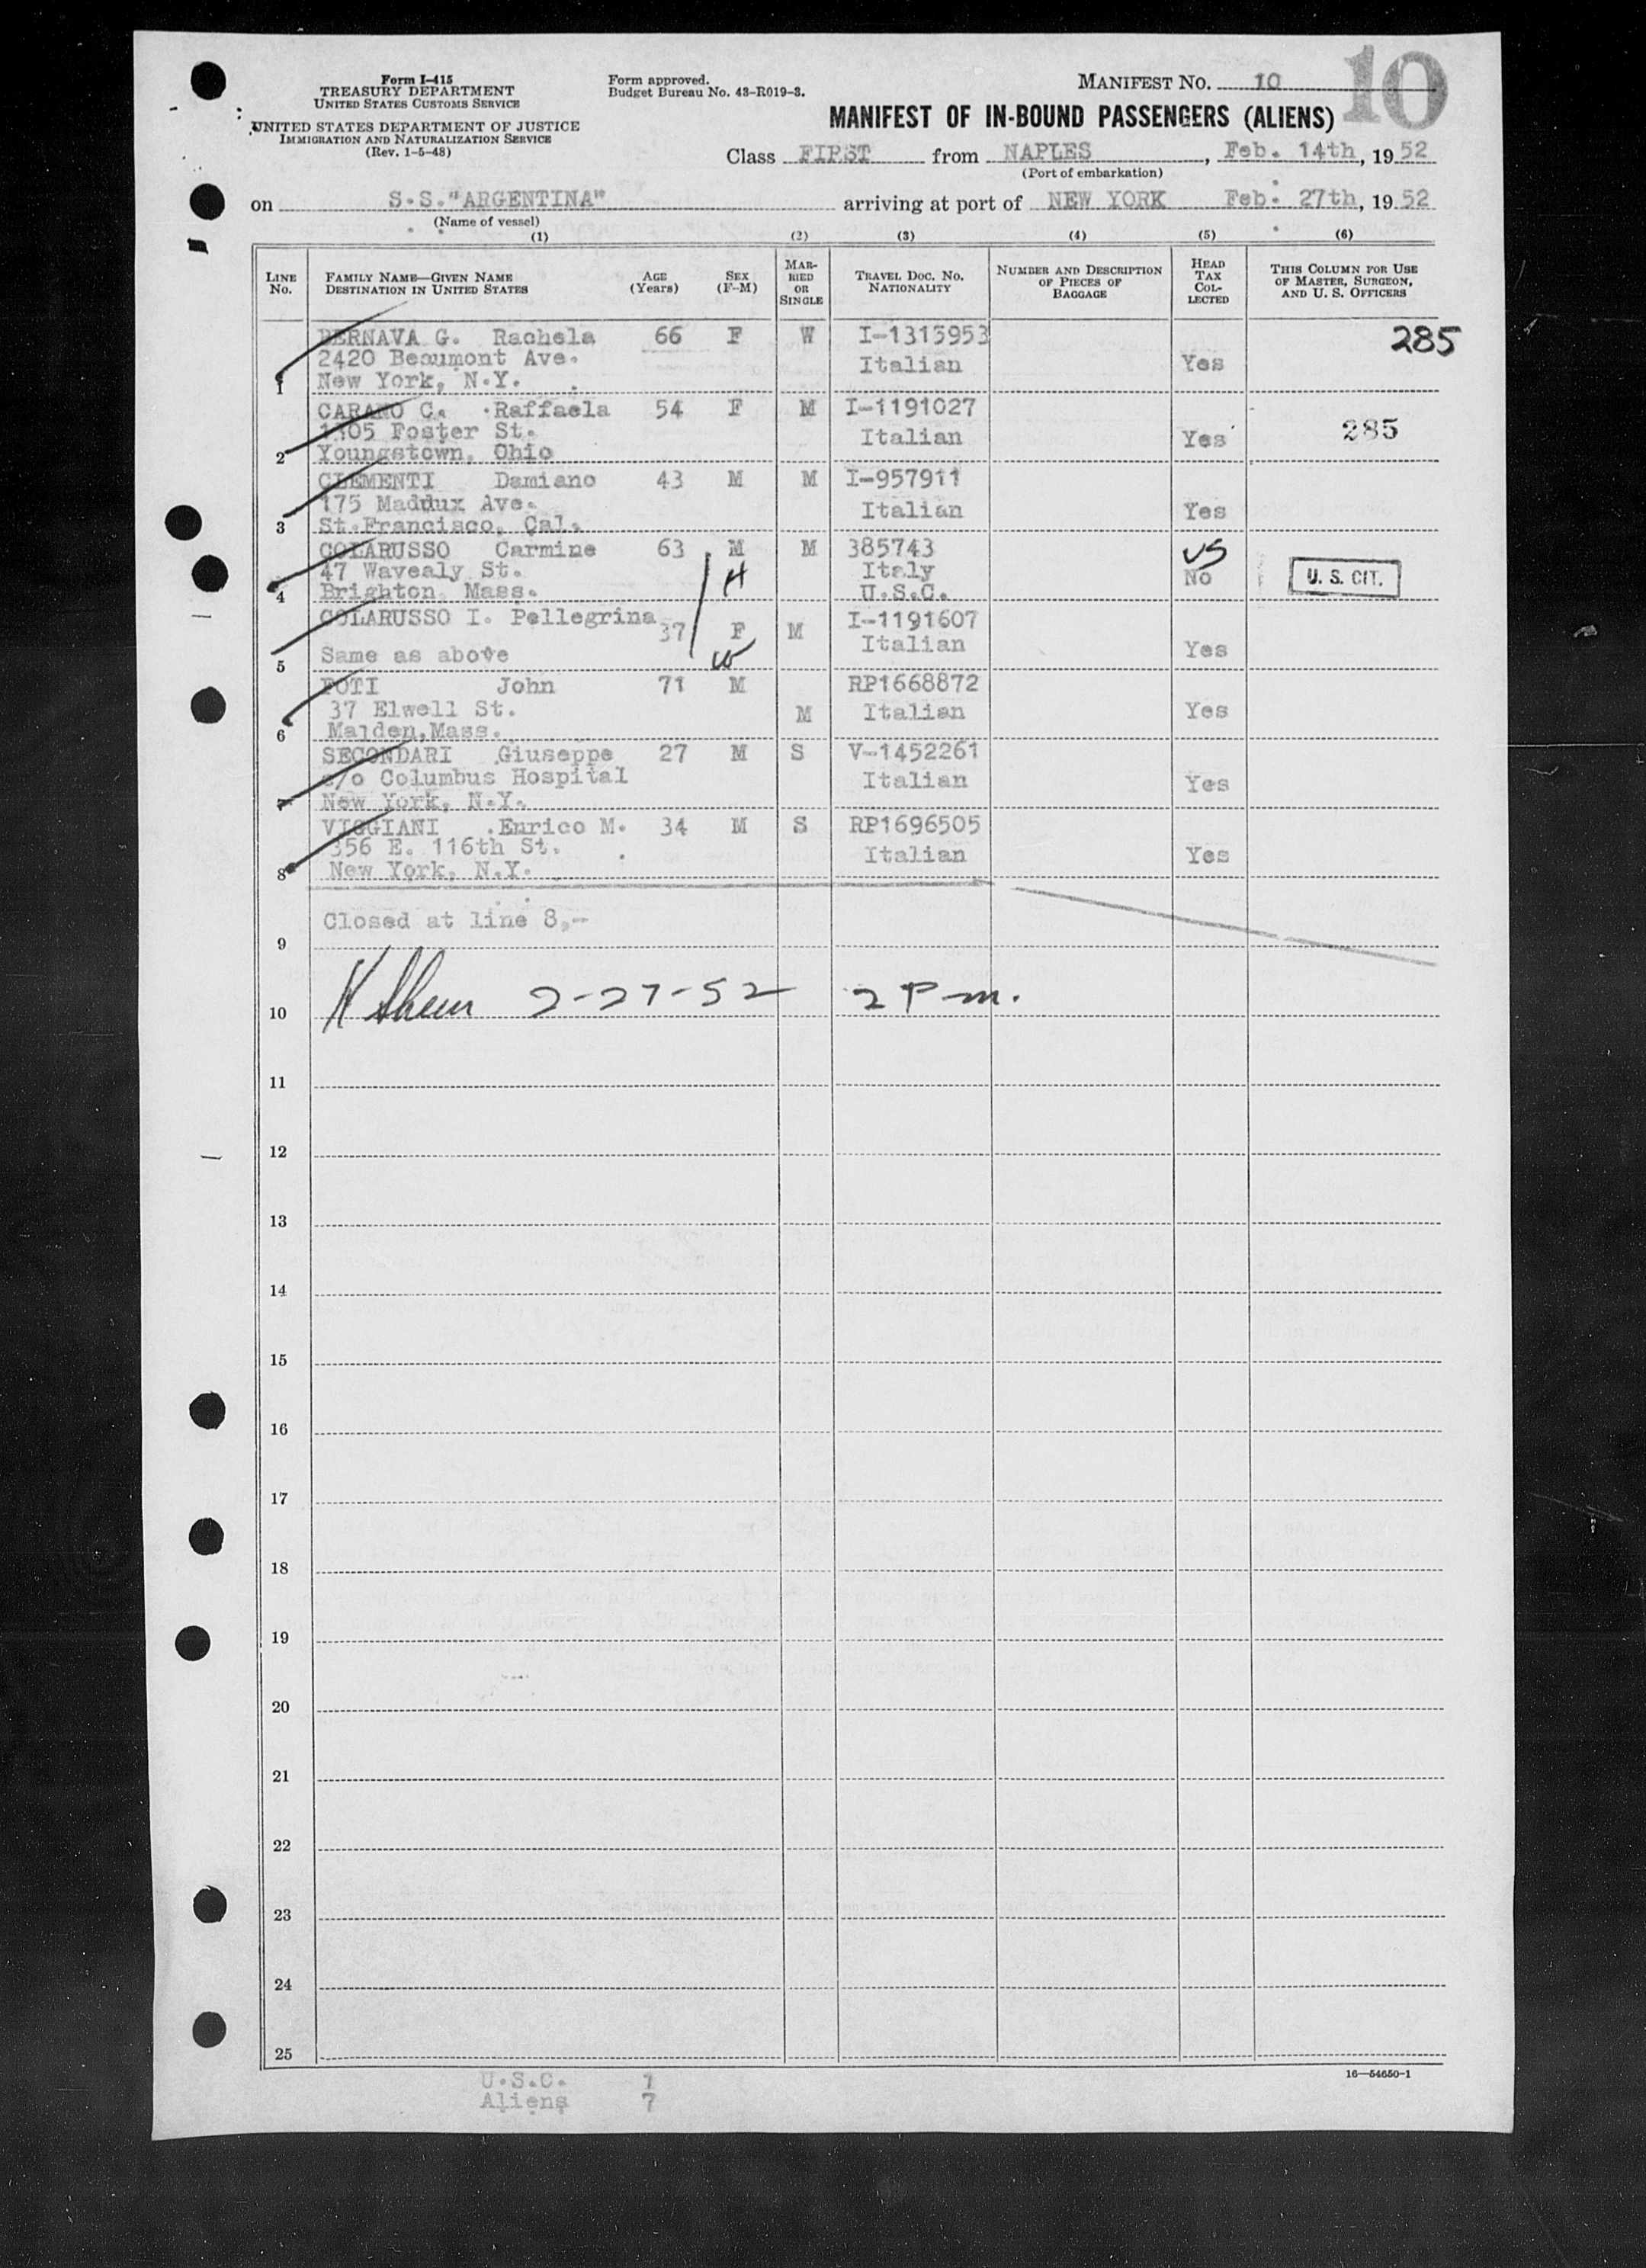 Form I-415
TREASURY DEPARTMENT
UNITED STATES CUSTOMS SERVICE
UNITED STATES DEPARTMENT OF JUSTICE
IMMIGRATION AND NATURALIZATION SERVICE
(Rev. 1-5-48)
Form approved.
Budget Bureau No. 43-R019-3.
MANIFEST NO. 10
10
MANIFEST OF IN-BOUND PASSENGERS (ALIENS)
Class FIRST from NAPLES, Feb. 14th, 1952
(Port of embarkation)
on S.S."ARGENTINA" arriving at port of NEW YORK Feb. 27th, 1952
(Name of vessel)
(1) (2) (3) (4) (5) (6)
LINE No. FAMILY NAME—GIVEN NAME DESTINATION IN UNITED STATES AGE (Years) SEX (F-M) MARRIED OR SINGLE TRAVEL DOC. NO. NATIONALITY NUMBER AND DESCRIPTION OF PIECES OF BAGGAGE HEAD TAX COLLECTED THIS COLUMN FOR USE OF MASTER, SURGEON, AND U. S. OFFICERS
BERNAVA G. Rachela 66 F W I-1313953 285
2420 Beaumont Ave. Italian Yes
1 New York, N.Y.
CARANO C. Raffaela 54 F M I-1191027
1305 Foster St. Italian Yes 285
2 Youngstown, Ohio
CLEMENTI Damiano 43 M M I-957911
175 Maddux Ave. Italian Yes
3 St.Francisco, Cal.
COLARUSSO Carmine 63 M M 385743 US
47 Wavealy St. H Italy No U. S. CIT.
4 Brighton Mass. U.S.C.
COLARUSSO I. Pellegrina 37 F M I-1191607
Italian
5 Same as above W Yes
FOTI John 71 M RP1668872
37 Elwell St. M Italian Yes
6 Malden,Mass.
SECONDARI Giuseppe 27 M S V-1452261
c/o Columbus Hospital Italian Yes
7 New York, N.Y.
VIGGIANI Enrico M. 34 M S RP1696505
356 E. 116th St. Italian Yes
8 New York, N.Y.
Closed at line 8,-
9
10 2-27-52 2 P m.
11
12
13
14
15
16
17
18
19
20
21
22
23
24
25
16—54650-1
U.S.C. 1
Aliens 7